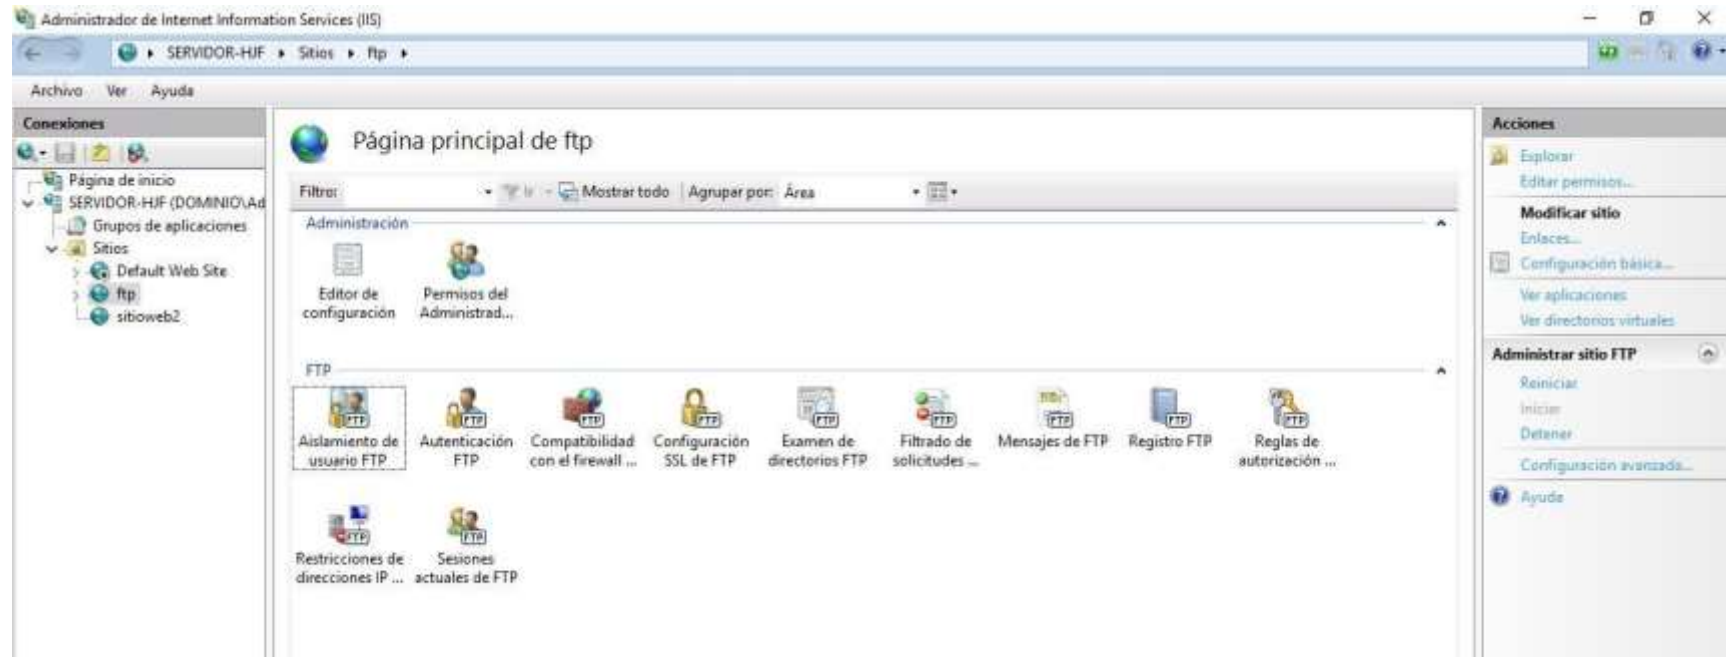 Administrador de Internet Information Services (IIS)
SERVIDOR-HJF ▸ Sitios ▸ ftp ▸
Archivo Ver Ayuda
Conexiones
Página de inicio
SERVIDOR-HJF (DOMINIO\Ad
Grupos de aplicaciones
Sitios
Default Web Site
ftp
sitioweb2
Página principal de ftp
Filtro: Ir Mostrar todo Agrupar por: Área
Administración
Editor de
configuración
Permisos del
Administrad...
FTP
Aislamiento de
usuario FTP
Autenticación
FTP
Compatibilidad
con el firewall ...
Configuración
SSL de FTP
Examen de
directorios FTP
Filtrado de
solicitudes ...
Mensajes de FTP
Registro FTP
Reglas de
autorización ...
Restricciones de
direcciones IP ...
Sesiones
actuales de FTP
Acciones
Explorar
Editar permisos...
Modificar sitio
Enlaces...
Configuración básica...
Ver aplicaciones
Ver directorios virtuales
Administrar sitio FTP
Reiniciar
Iniciar
Detener
Configuración avanzada...
Ayuda